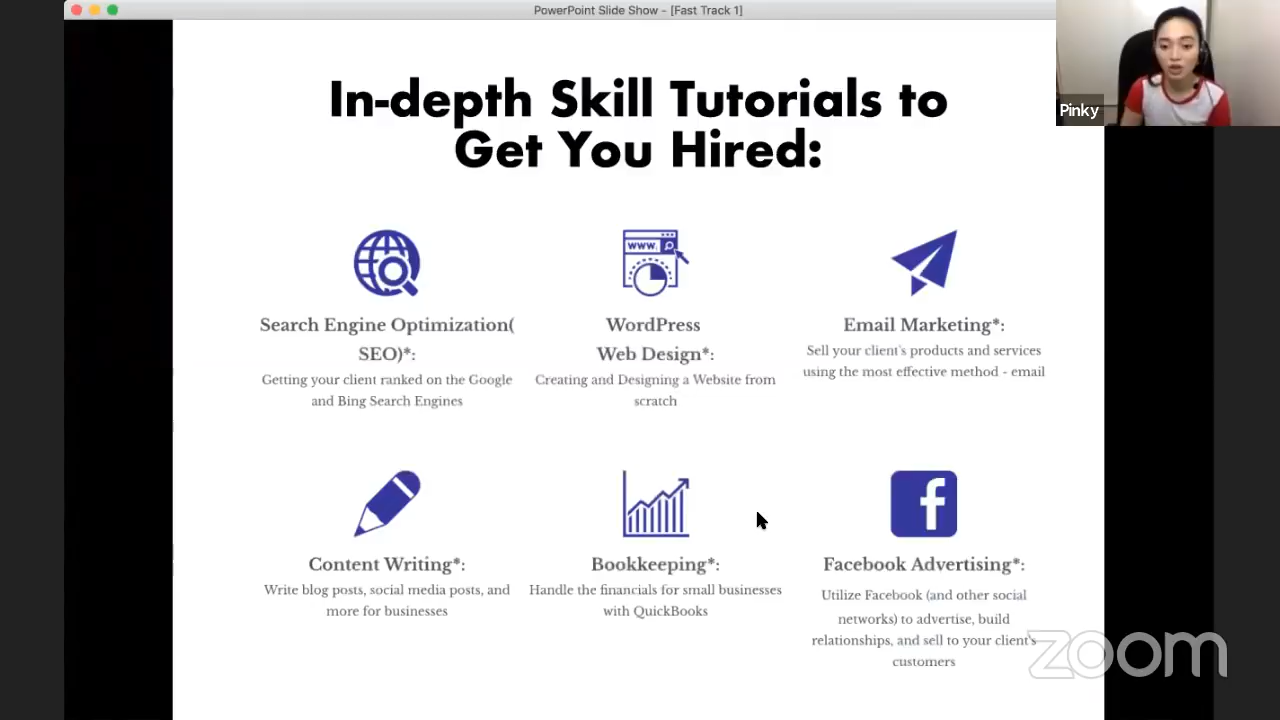 PowerPoint Slide Show - [Fast Track 1]
Pinky
In-depth Skill Tutorials to
Get You Hired:
www.
Search Engine Optimization(
SEO)*:
Getting your client ranked on the Google
and Bing Search Engines
WordPress
Web Design*:
Creating and Designing a Website from
scratch
Email Marketing*:
Sell your client's products and services
using the most effective method - email
Content Writing*:
Write blog posts, social media posts, and
more for businesses
Bookkeeping*:
Handle the financials for small businesses
with QuickBooks
f
Facebook Advertising*:
Utilize Facebook (and other social
networks) to advertise, build
relationships, and sell to your client's
customers
zoom